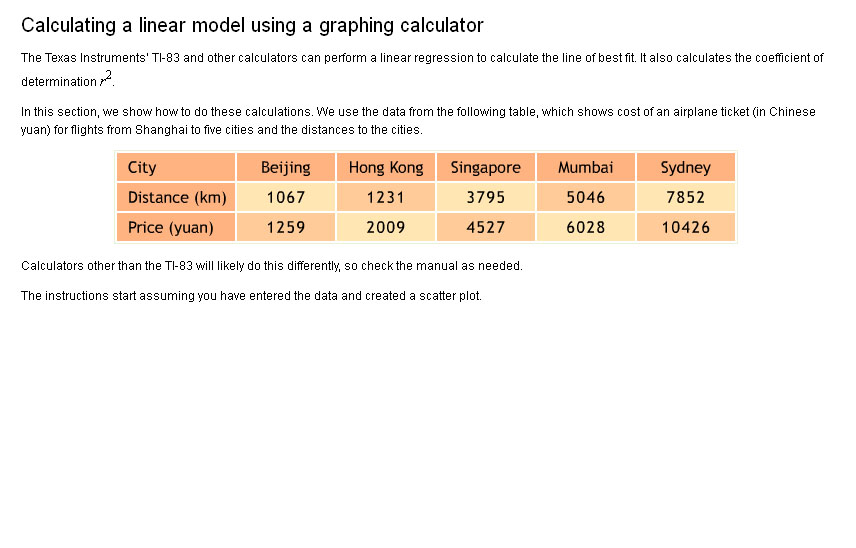 Calculating a linear model using a graphing calculator
The Texas Instruments' TI-83 and other calculators can perform a linear regression to calculate the line of best fit. It also calculates the coefficient of
determination r².
In this section, we show how to do these calculations. We use the data from the following table, which shows cost of an airplane ticket (in Chinese
yuan) for flights from Shanghai to five cities and the distances to the cities.
City Beijing Hong Kong Singapore Mumbai Sydney
Distance (km) 1067 1231 3795 5046 7852
Price (yuan) 1259 2009 4527 6028 10426
Calculators other than the TI-83 will likely do this differently, so check the manual as needed.
The instructions start assuming you have entered the data and created a scatter plot.